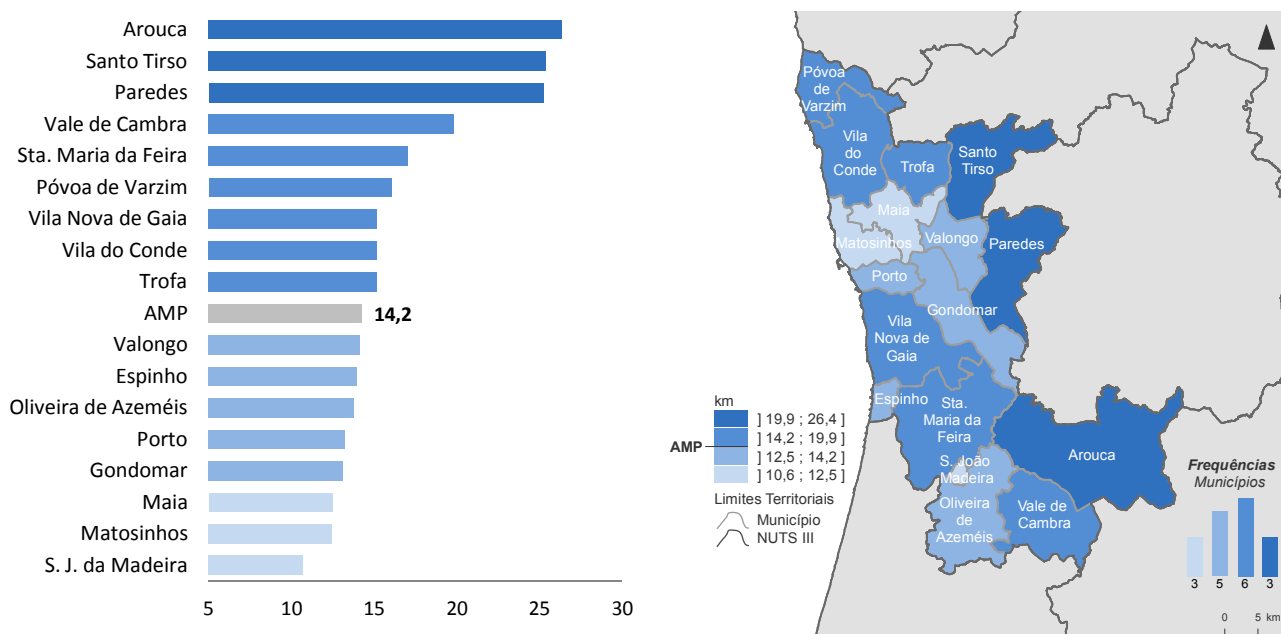 Arouca
Santo Tirso
Paredes
Vale de Cambra
Sta. Maria da Feira
Póvoa de Varzim
Vila Nova de Gaia
Vila do Conde
Trofa
AMP
14,2
Valongo
Espinho
Oliveira de Azeméis
Porto
Gondomar
Maia
Matosinhos
S. J. da Madeira
5 10 15 20 25 30
Póvoa
de
Varzim
Vila
do
Conde
Trofa
Santo
Tirso
Maia
Matosinhos
Valongo
Paredes
Porto
Gondomar
Vila
Nova de
Gaia
Espinho
Sta.
Maria da
Feira
Arouca
S. João
Madeira
Oliveira
de
Azeméis
Vale de
Cambra
km
] 19,9 ; 26,4 ]
] 14,2 ; 19,9 ]
AMP
] 12,5 ; 14,2 ]
] 10,6 ; 12,5 ]
Limites Territoriais
Município
NUTS III
Frequências
Municípios
3 5 6 3
0 5 km